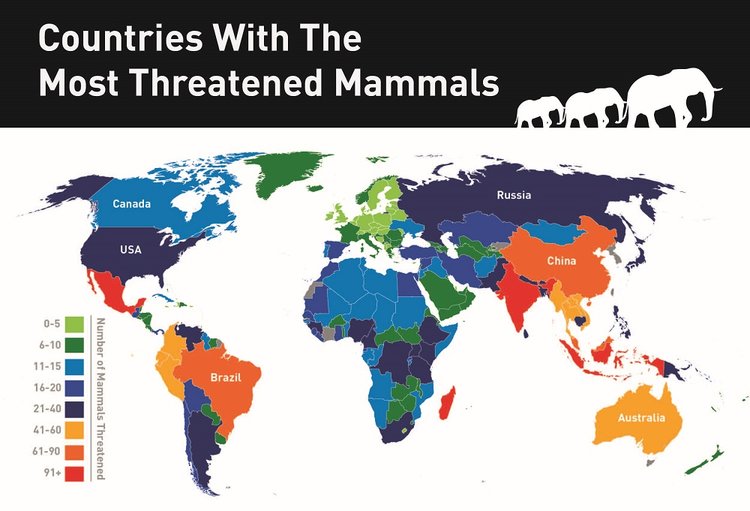 Countries With The
Most Threatened Mammals
Canada
Russia
USA
China
Brazil
Australia
Number of Mammals Threatened
0-5
6-10
11-15
16-20
21-40
41-60
61-90
91+